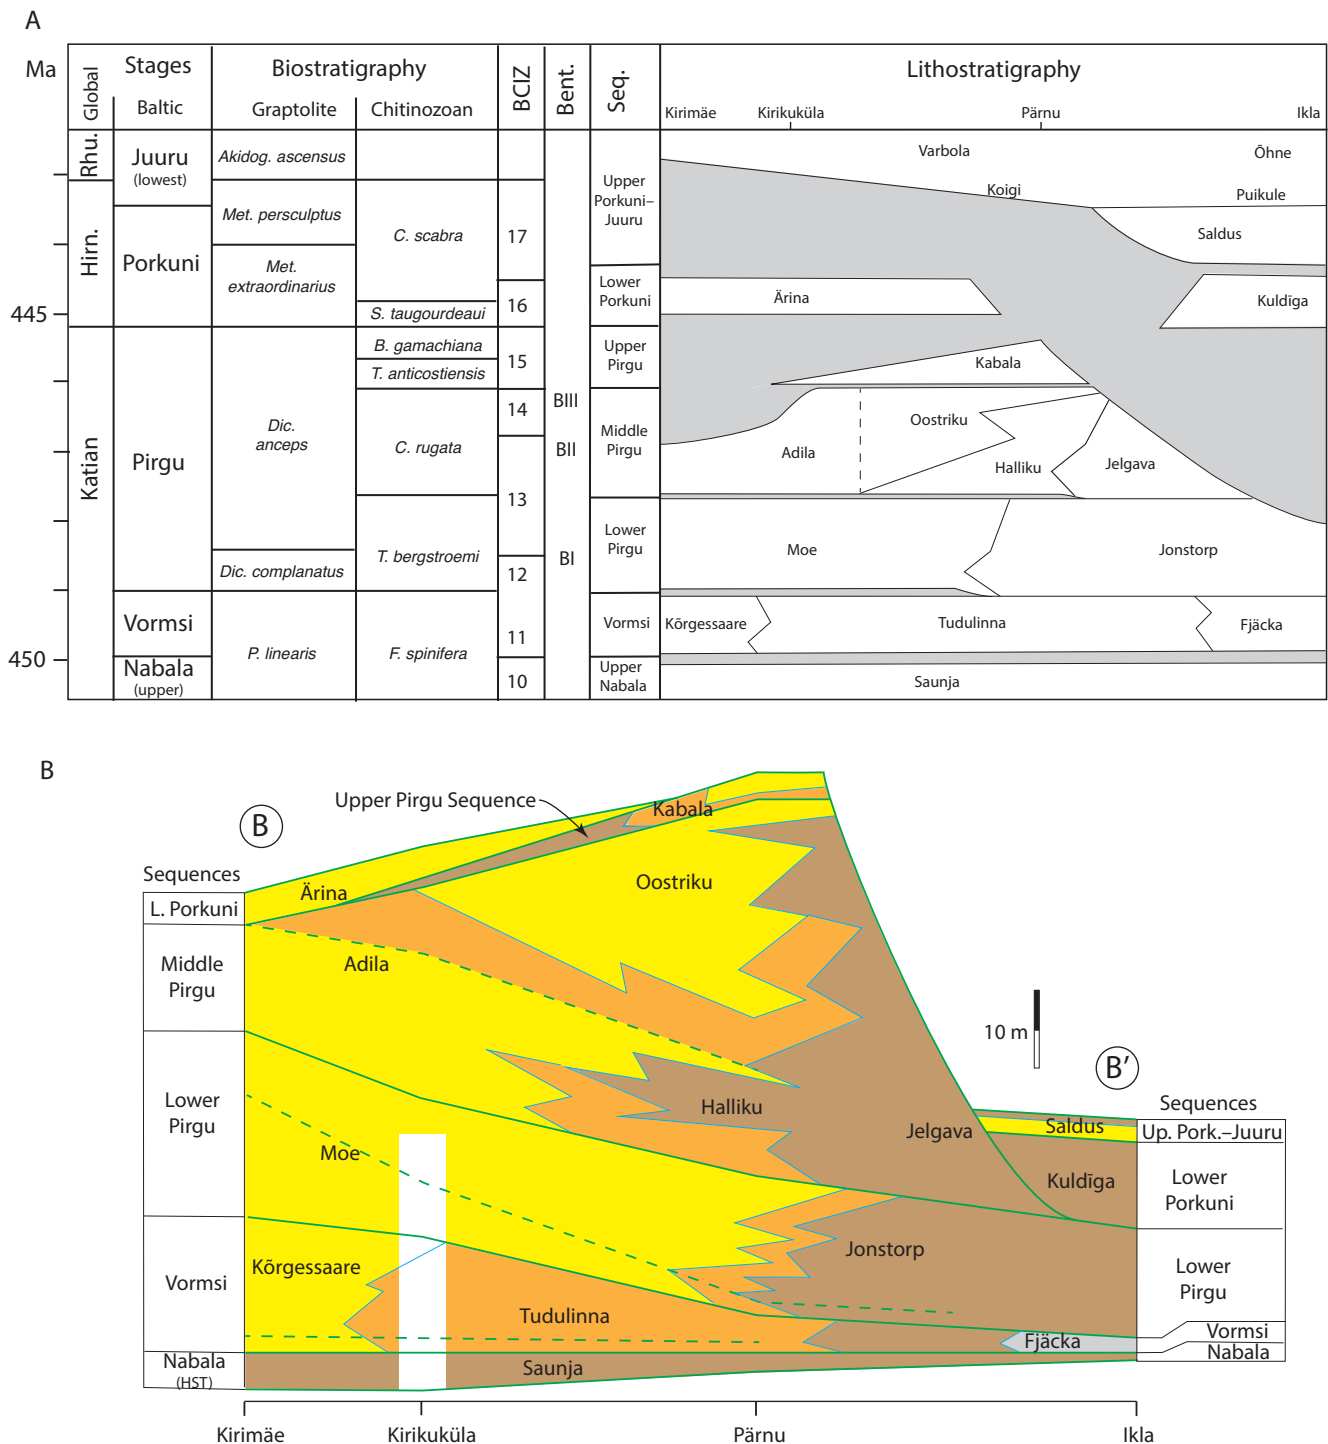 A
Ma
Global
Stages
Baltic
Biostratigraphy
Graptolite
Chitinozoan
BCIZ
Bent.
Seq.
Lithostratigraphy
Kirimäe
Kirikuküla
Pärnu
Ikla
445
450
Rhu.
Hirn.
Katian
Juuru
(lowest)
Porkuni
Pirgu
Vormsi
Nabala
(upper)
Akidog. ascensus
Met. persculptus
Met.
extraordinarius
Dic.
anceps
Dic. complanatus
P. linearis
C. scabra
S. taugourdeaui
B. gamachiana
T. anticostiensis
C. rugata
T. bergstroemi
F. spinifera
17
16
15
14
13
12
11
10
BIII
BII
BI
Upper
Porkuni–
Juuru
Lower
Porkuni
Upper
Pirgu
Middle
Pirgu
Lower
Pirgu
Vormsi
Upper
Nabala
Varbola
Õhne
Koigi
Puikule
Saldus
Ärina
Kuldīga
Kabala
Oostriku
Adila
Halliku
Jelgava
Moe
Jonstorp
Kõrgessaare
Tudulinna
Fjäcka
Saunja
B
Upper Pirgu Sequence
Kabala
B
Sequences
L. Porkuni
Middle
Pirgu
Lower
Pirgu
Vormsi
Nabala
(HST)
Ärina
Oostriku
Adila
10 m
B′
Halliku
Jelgava
Moe
Saldus
Kuldīga
Kõrgessaare
Jonstorp
Tudulinna
Fjäcka
Saunja
Sequences
Up. Pork.–Juuru
Lower
Porkuni
Lower
Pirgu
Vormsi
Nabala
Kirimäe
Kirikuküla
Pärnu
Ikla